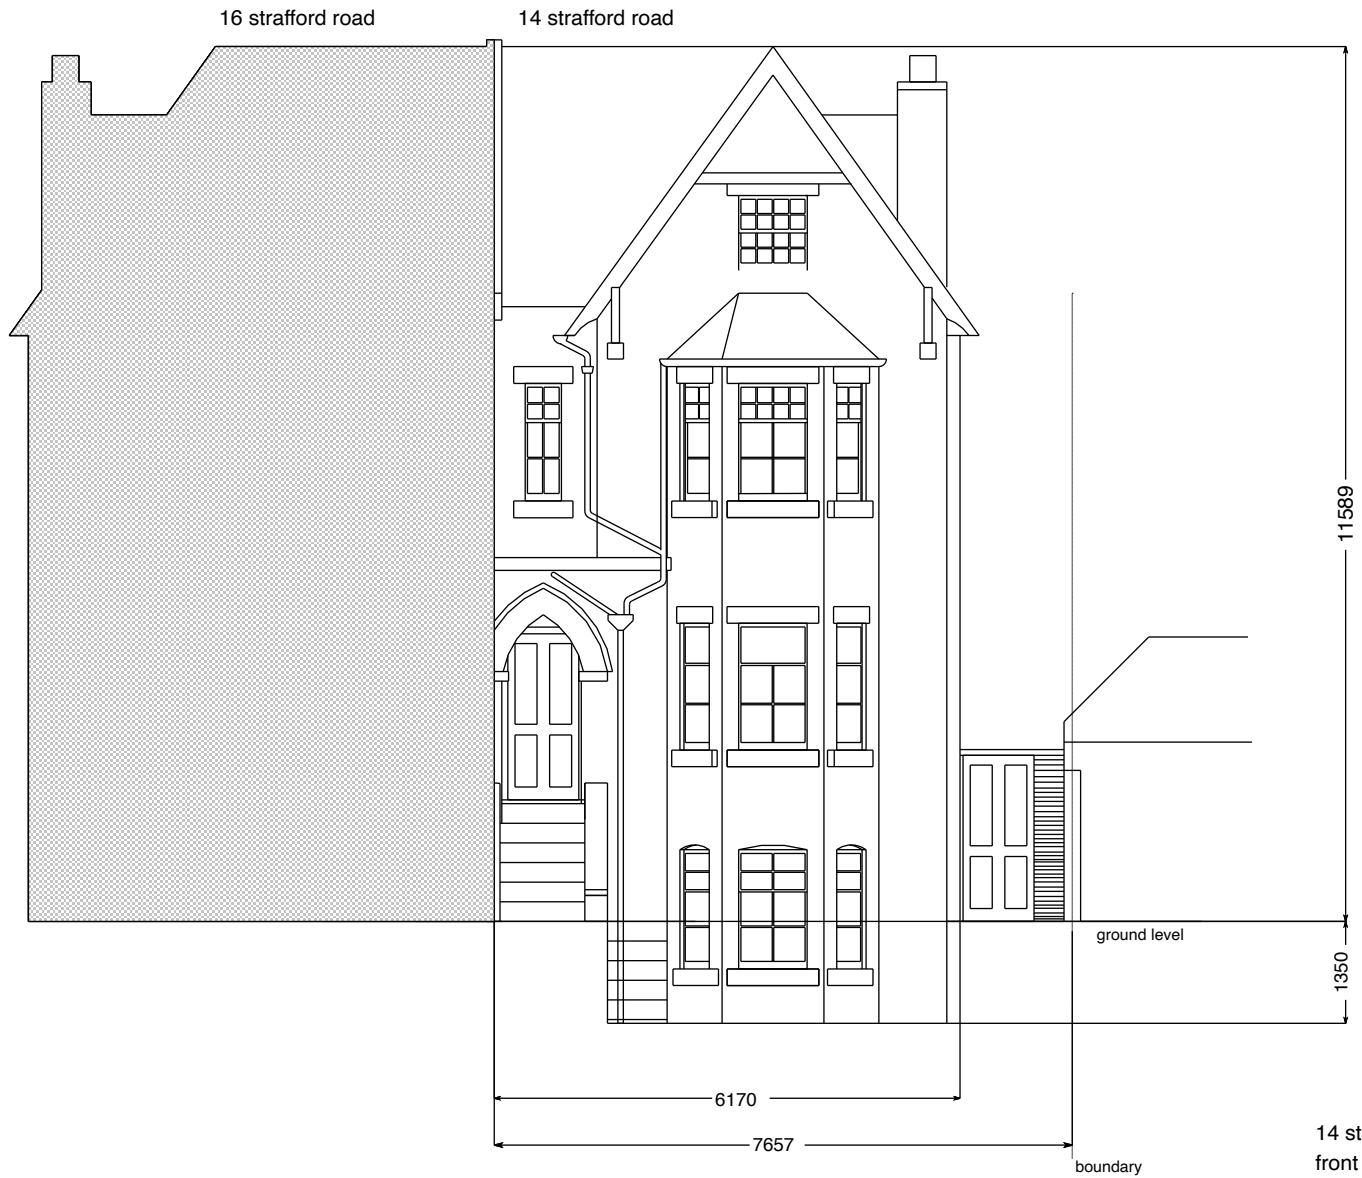 16 strafford road
14 strafford road
11589
ground level
1350
6170
7657
14 st
front
boundary